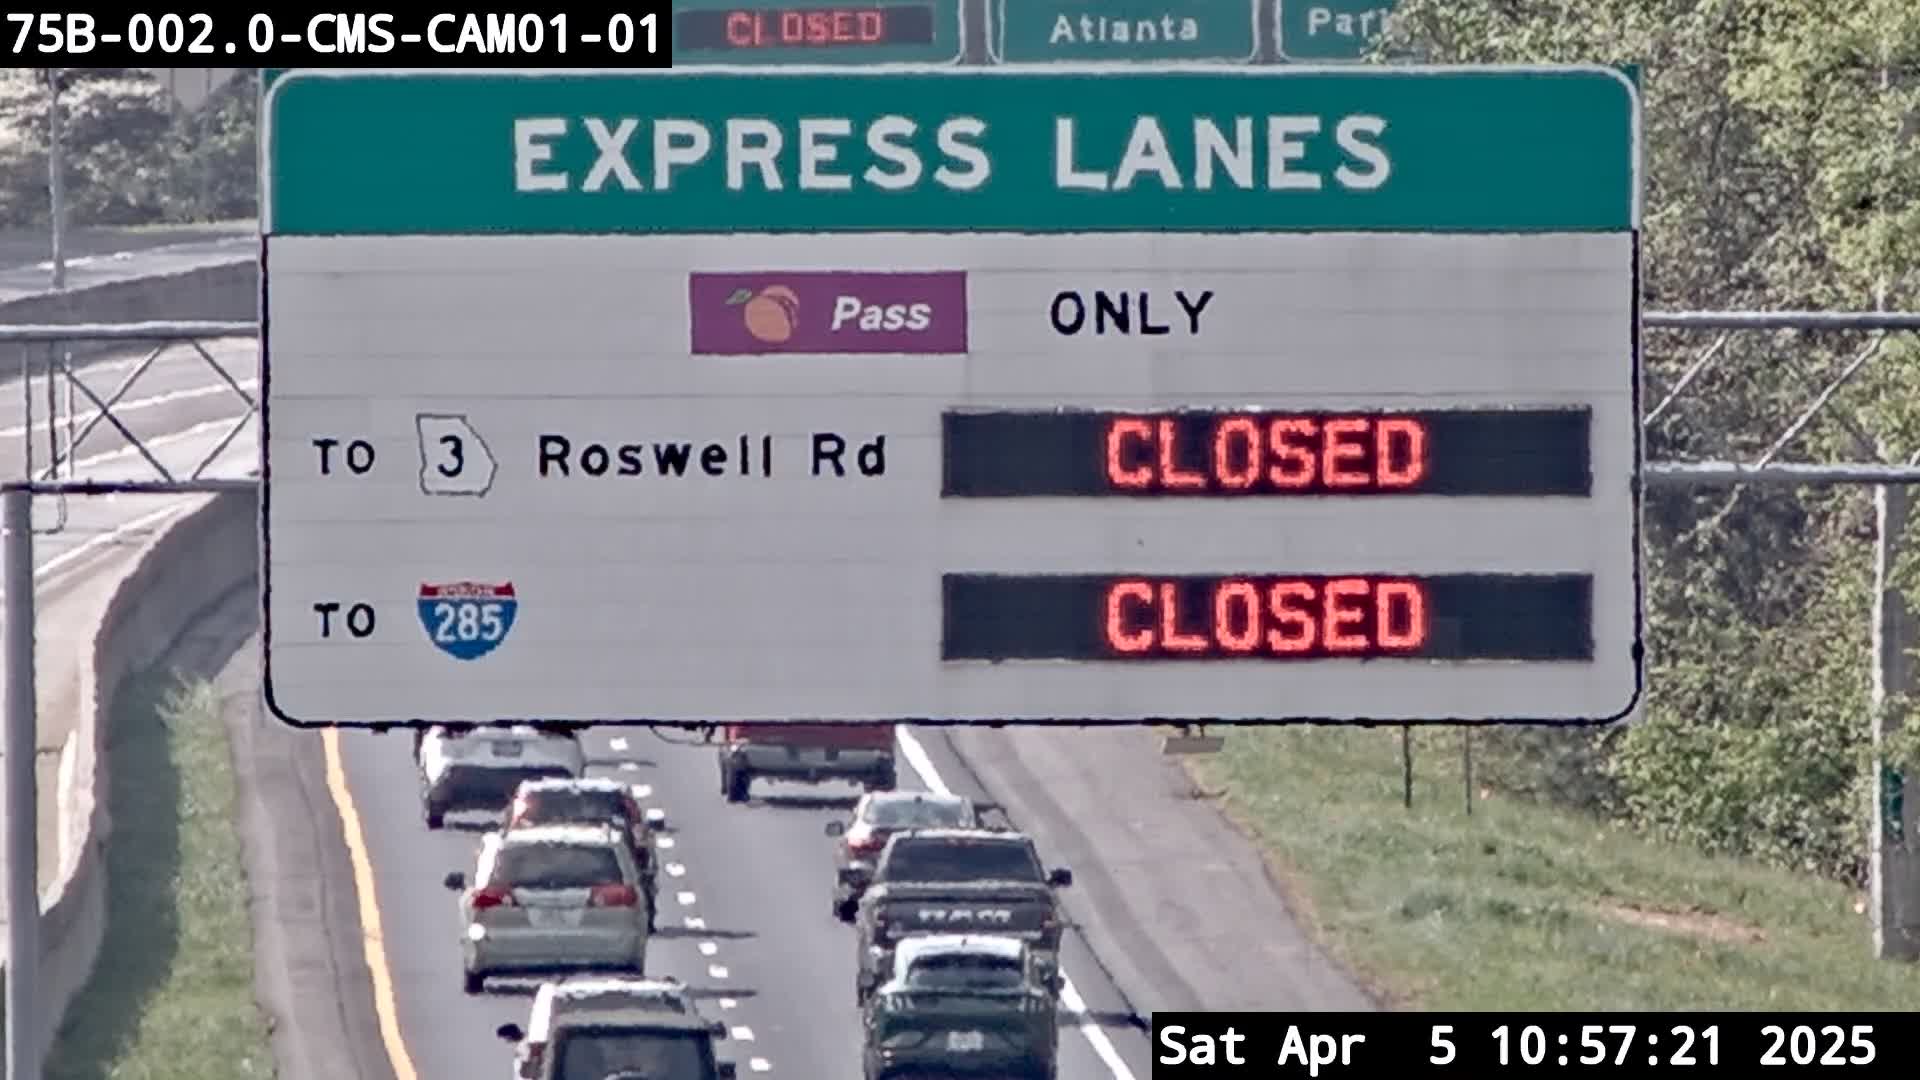 75B-002.0-CMS-CAM01-01
CLOSED
Atlanta
EXPRESS LANES
Pass ONLY
TO 3 Roswell Rd CLOSED
TO 285 CLOSED
Sat Apr 5 10:57:21 2025